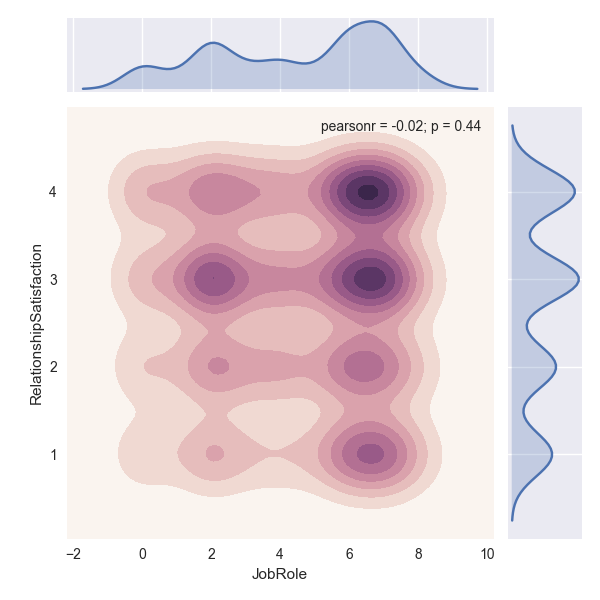 pearsonr = -0.02; p = 0.44
4
3
2
1
RelationshipSatisfaction
−2 0 2 4 6 8 10
JobRole